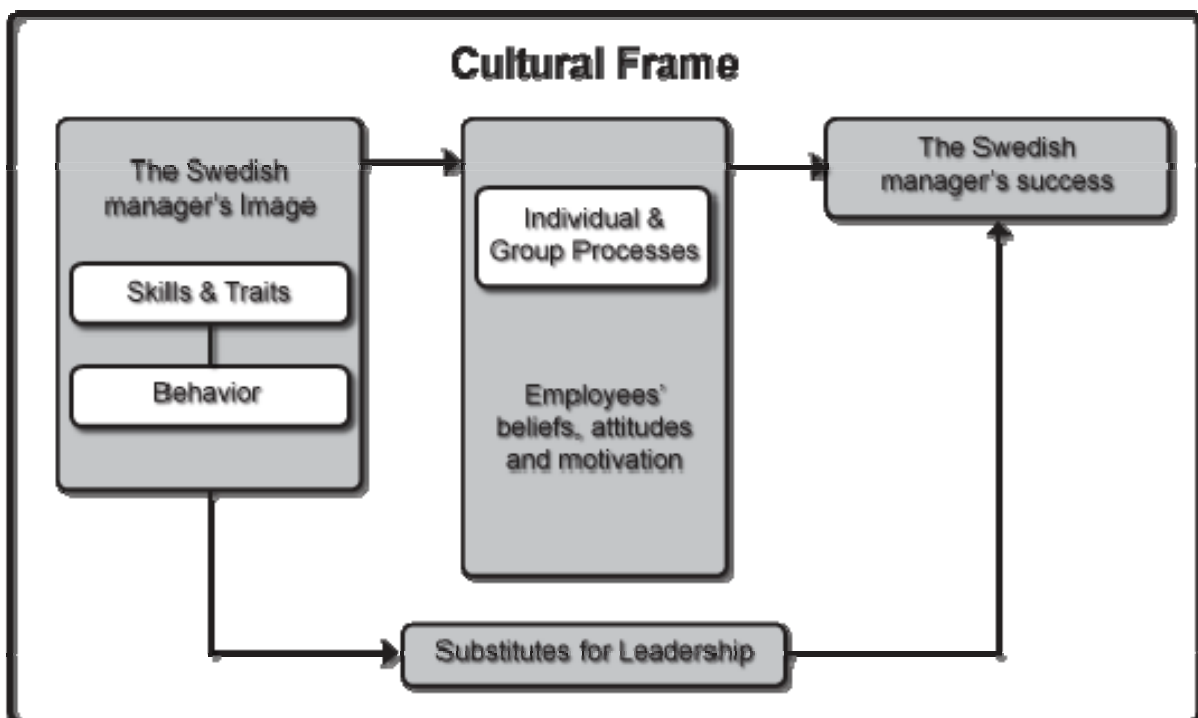 Cultural Frame
The Swedish
manager's Image
Skills & Traits
Behavior
Individual &
Group Processes
Employees'
beliefs, attitudes
and motivation
The Swedish
manager's success
Substitutes for Leadership